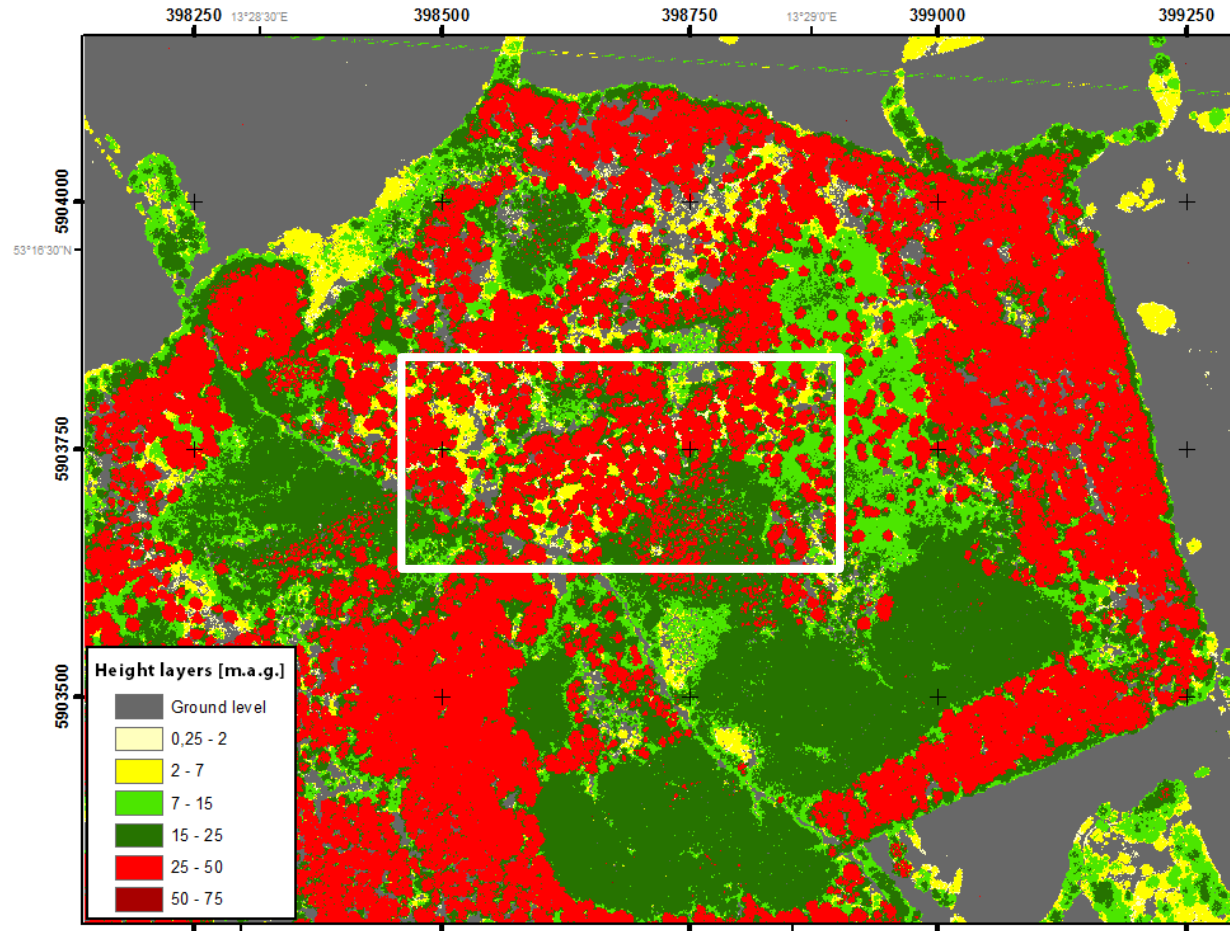 398250 13°28'30"E 398500 398750 13°29'0"E 399000 399250
5904000
53°16'30"N
5903750
5903500
Height layers [m.a.g.]
Ground level
0,25 - 2
2 - 7
7 - 15
15 - 25
25 - 50
50 - 75